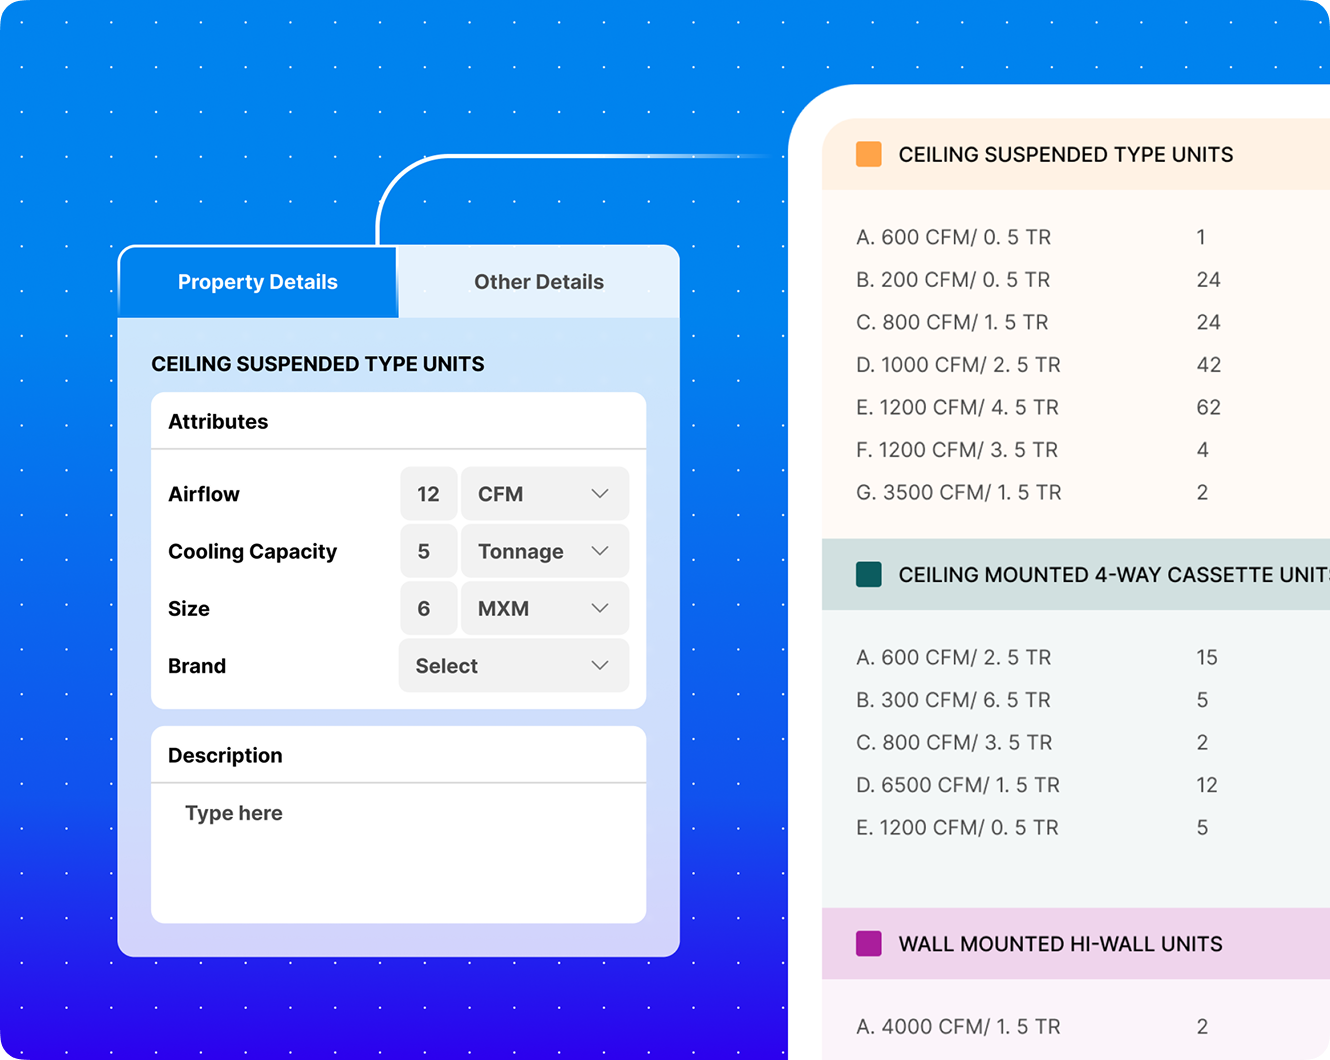 Property Details
Other Details
CEILING SUSPENDED TYPE UNITS
Attributes
Airflow 12 CFM
Cooling Capacity 5 Tonnage
Size 6 MXM
Brand Select
Description
Type here
CEILING SUSPENDED TYPE UNITS
A. 600 CFM/ 0. 5 TR 1
B. 200 CFM/ 0. 5 TR 24
C. 800 CFM/ 1. 5 TR 24
D. 1000 CFM/ 2. 5 TR 42
E. 1200 CFM/ 4. 5 TR 62
F. 1200 CFM/ 3. 5 TR 4
G. 3500 CFM/ 1. 5 TR 2
CEILING MOUNTED 4-WAY CASSETTE UNITS
A. 600 CFM/ 2. 5 TR 15
B. 300 CFM/ 6. 5 TR 5
C. 800 CFM/ 3. 5 TR 2
D. 6500 CFM/ 1. 5 TR 12
E. 1200 CFM/ 0. 5 TR 5
WALL MOUNTED HI-WALL UNITS
A. 4000 CFM/ 1. 5 TR 2